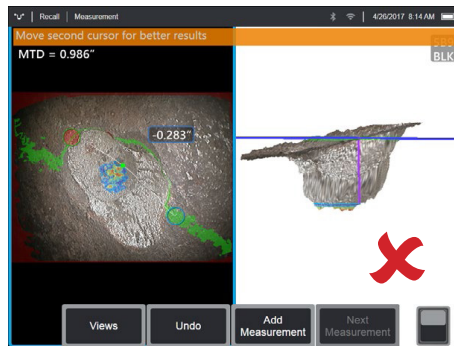 Recall Measurement 4/26/2017 8:14 AM
Move second cursor for better results
MTD = 0.986"
BLK
-0.283"
Views Undo Add Measurement Next Measurement